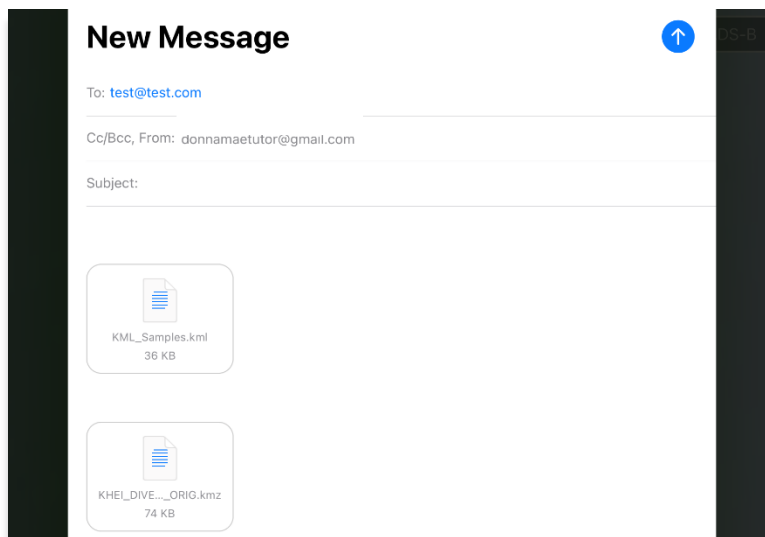 New Message
DS-B
To: test@test.com
Cc/Bcc, From: donnamaetutor@gmail.com
Subject:
KML_Samples.kml
36 KB
KHEI_DIVE..._ORIG.kmz
74 KB